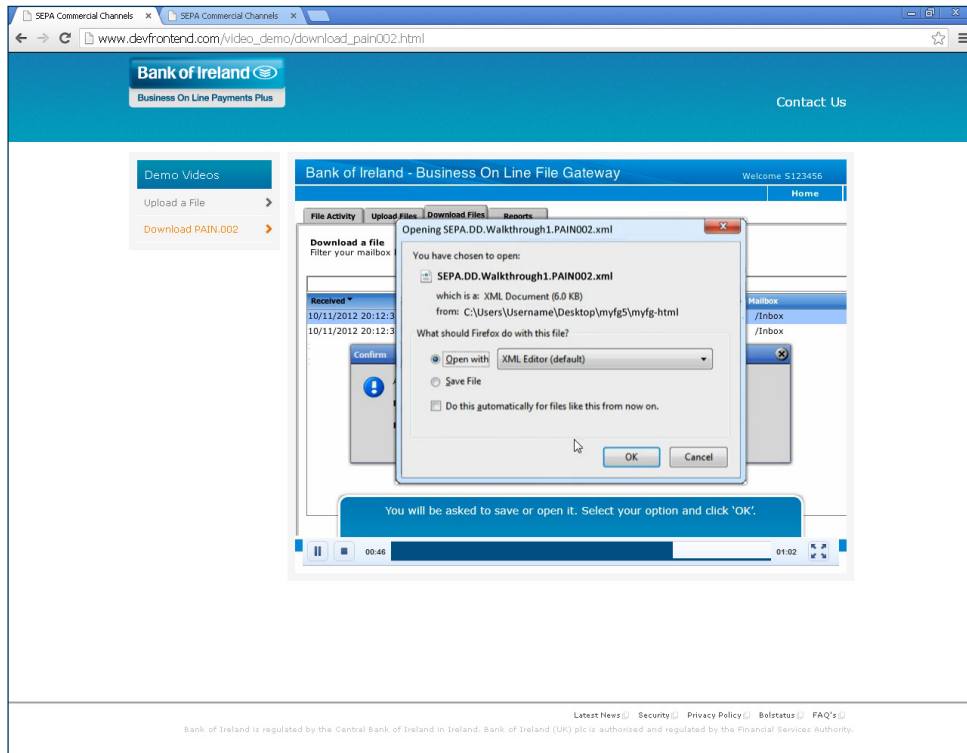 SEPA Commercial Channels
SEPA Commercial Channels
www.devfrontend.com/video_demo/download_pain002.html
Bank of Ireland
Business On Line Payments Plus
Contact Us
Demo Videos
Upload a File
Download PAIN.002
Bank of Ireland - Business On Line File Gateway
Welcome S123456
Home
File Activity
Upload Files
Download Files
Reports
Download a file
Filter your mailbox
Received
Mailbox
10/11/2012 20:12:3
/Inbox
10/11/2012 20:12:3
/Inbox
Confirm
Opening SEPA.DD.Walkthrough1.PAIN002.xml
You have chosen to open:
SEPA.DD.Walkthrough1.PAIN002.xml
which is a: XML Document (6.0 KB)
from: C:\Users\Username\Desktop\myfg5\myfg-html
What should Firefox do with this file?
Open with
XML Editor (default)
Save File
Do this automatically for files like this from now on.
OK
Cancel
You will be asked to save or open it. Select your option and click ‘OK’.
00:46
01:02
Latest News
Security
Privacy Policy
Bolstatus
FAQ's
Bank of Ireland is regulated by the Central Bank of Ireland in Ireland. Bank of Ireland (UK) plc is authorised and regulated by the Financial Services Authority.